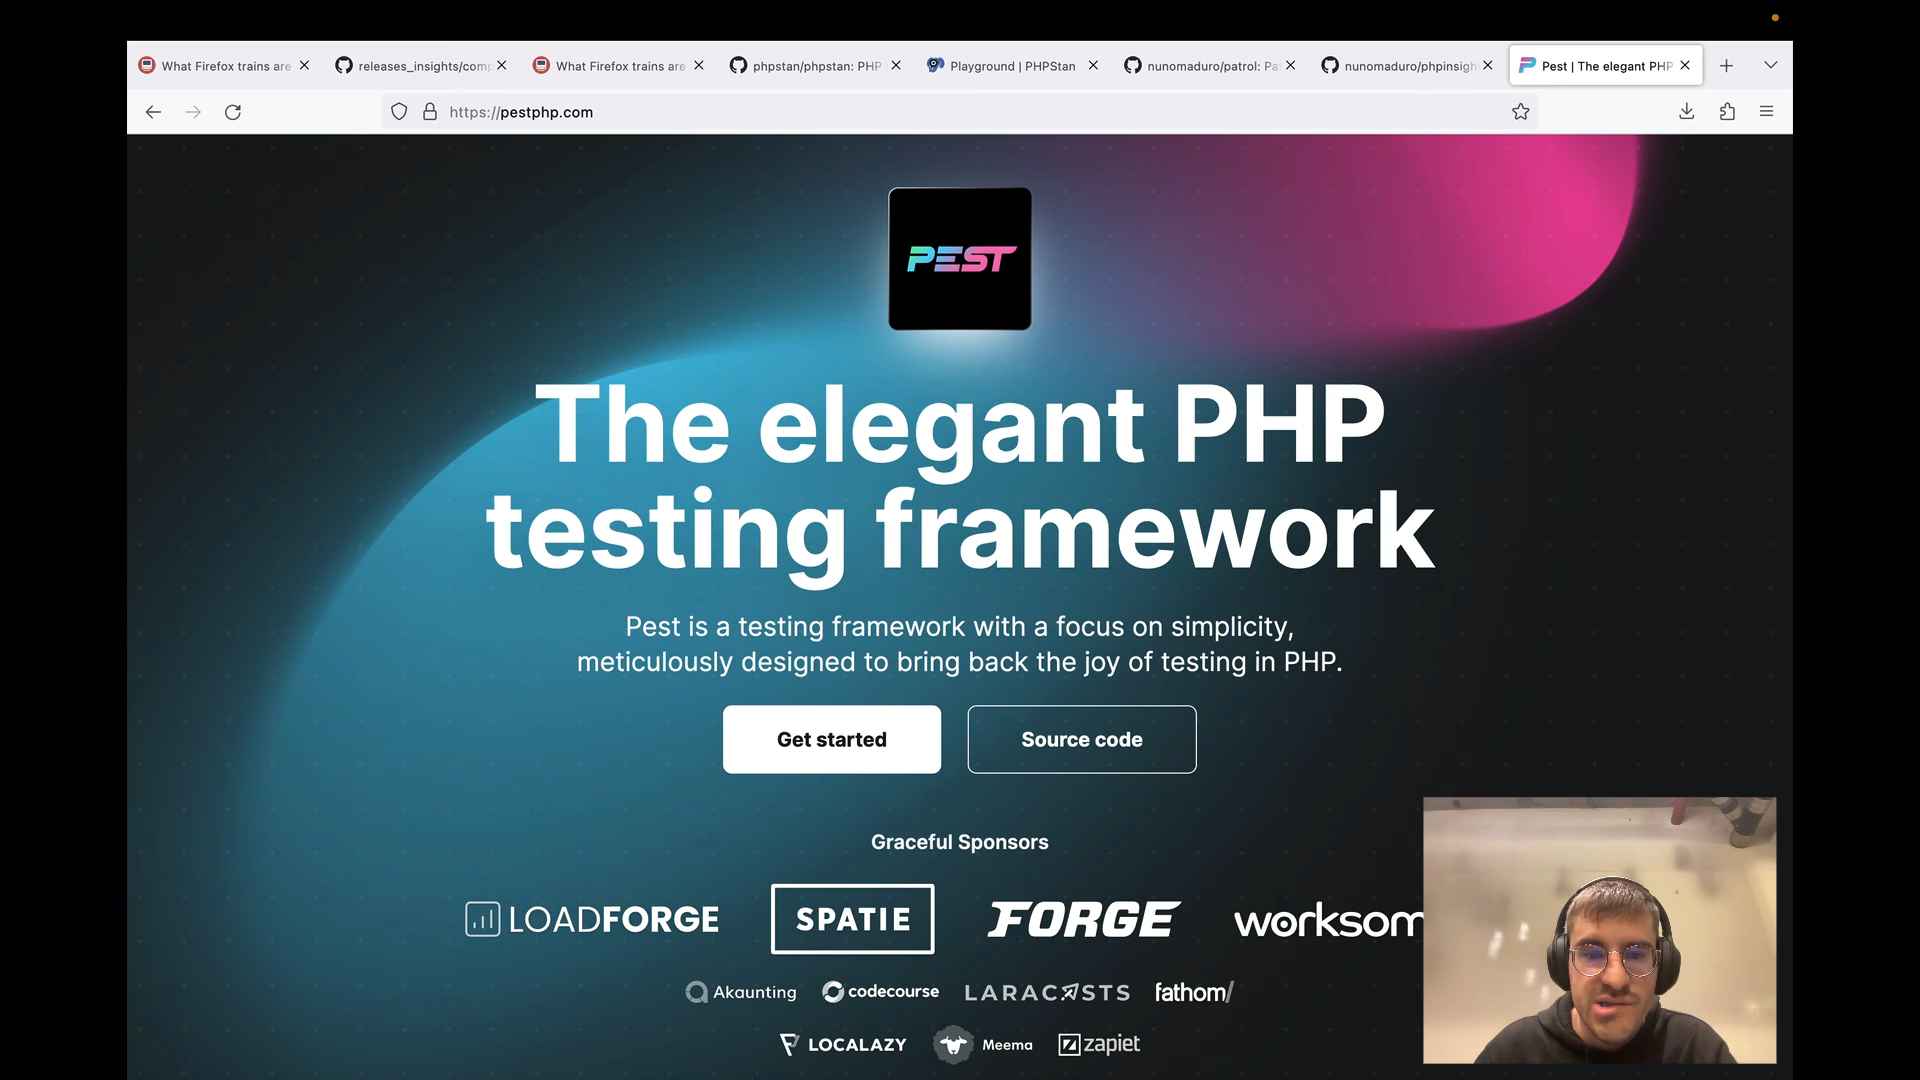 What Firefox trains are
releases_insights/comp
What Firefox trains are
phpstan/phpstan: PHP
Playground | PHPStan
nunomaduro/patrol: Pa
nunomaduro/phpinsigh
Pest | The elegant PHP
https://pestphp.com
PEST
The elegant PHP
testing framework
Pest is a testing framework with a focus on simplicity,
meticulously designed to bring back the joy of testing in PHP.
Get started
Source code
Graceful Sponsors
LOADFORGE
SPATIE
FORGE
worksom
Akaunting
codecourse
LARACASTS
fathom/
LOCALAZY
Meema
zapiet